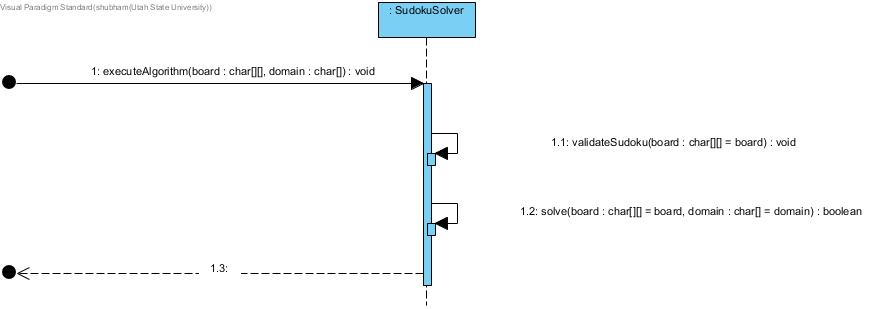 Visual Paradigm Standard(shubham(Utah State University))
: SudokuSolver
1: executeAlgorithm(board : char[][], domain : char[]) : void
1.1: validateSudoku(board : char[][] = board) : void
1.2: solve(board : char[][] = board, domain : char[] = domain) : boolean
1.3: